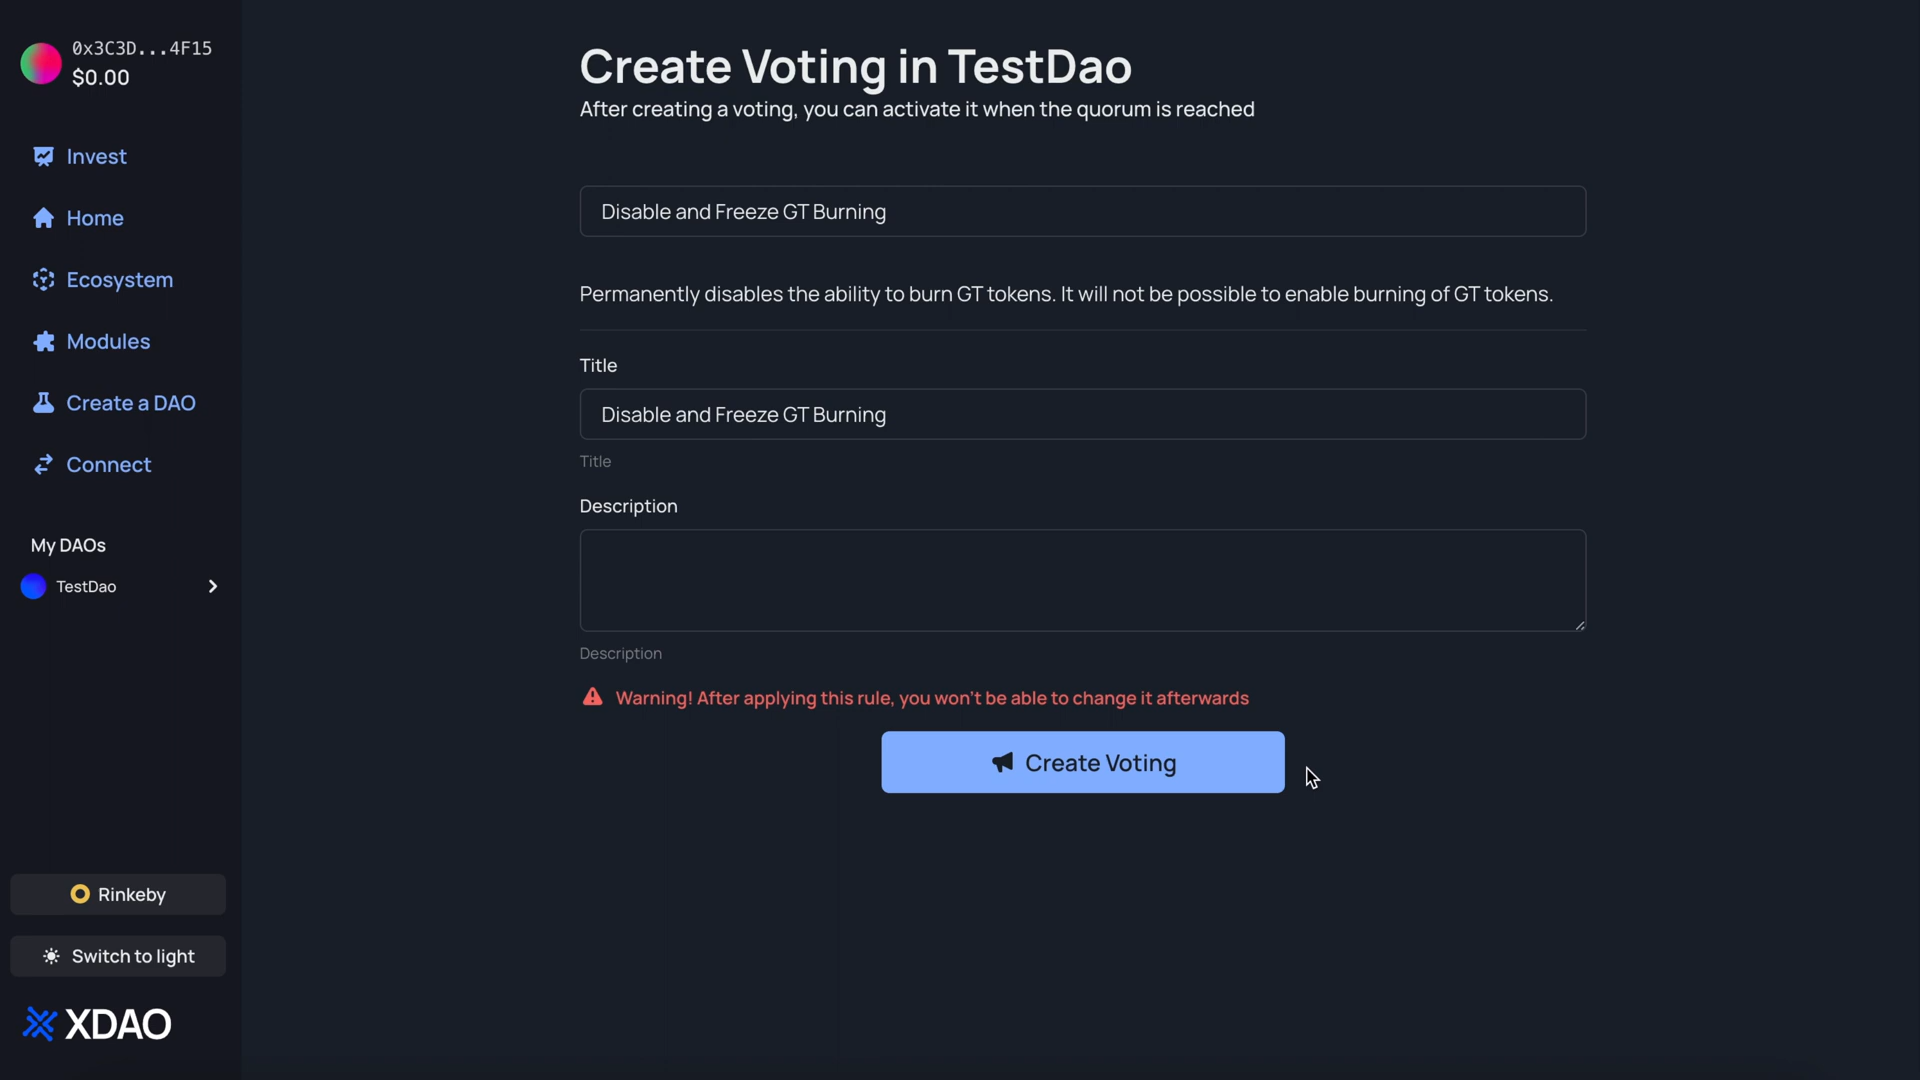 0x3C3D...4F15
$0.00
Invest
Home
Ecosystem
Modules
Create a DAO
Connect
My DAOs
TestDao
Rinkeby
Switch to light
XDAO
Create Voting in TestDao
After creating a voting, you can activate it when the quorum is reached
Disable and Freeze GT Burning
Permanently disables the ability to burn GT tokens. It will not be possible to enable burning of GT tokens.
Title
Disable and Freeze GT Burning
Title
Description
Description
Warning! After applying this rule, you won't be able to change it afterwards
Create Voting